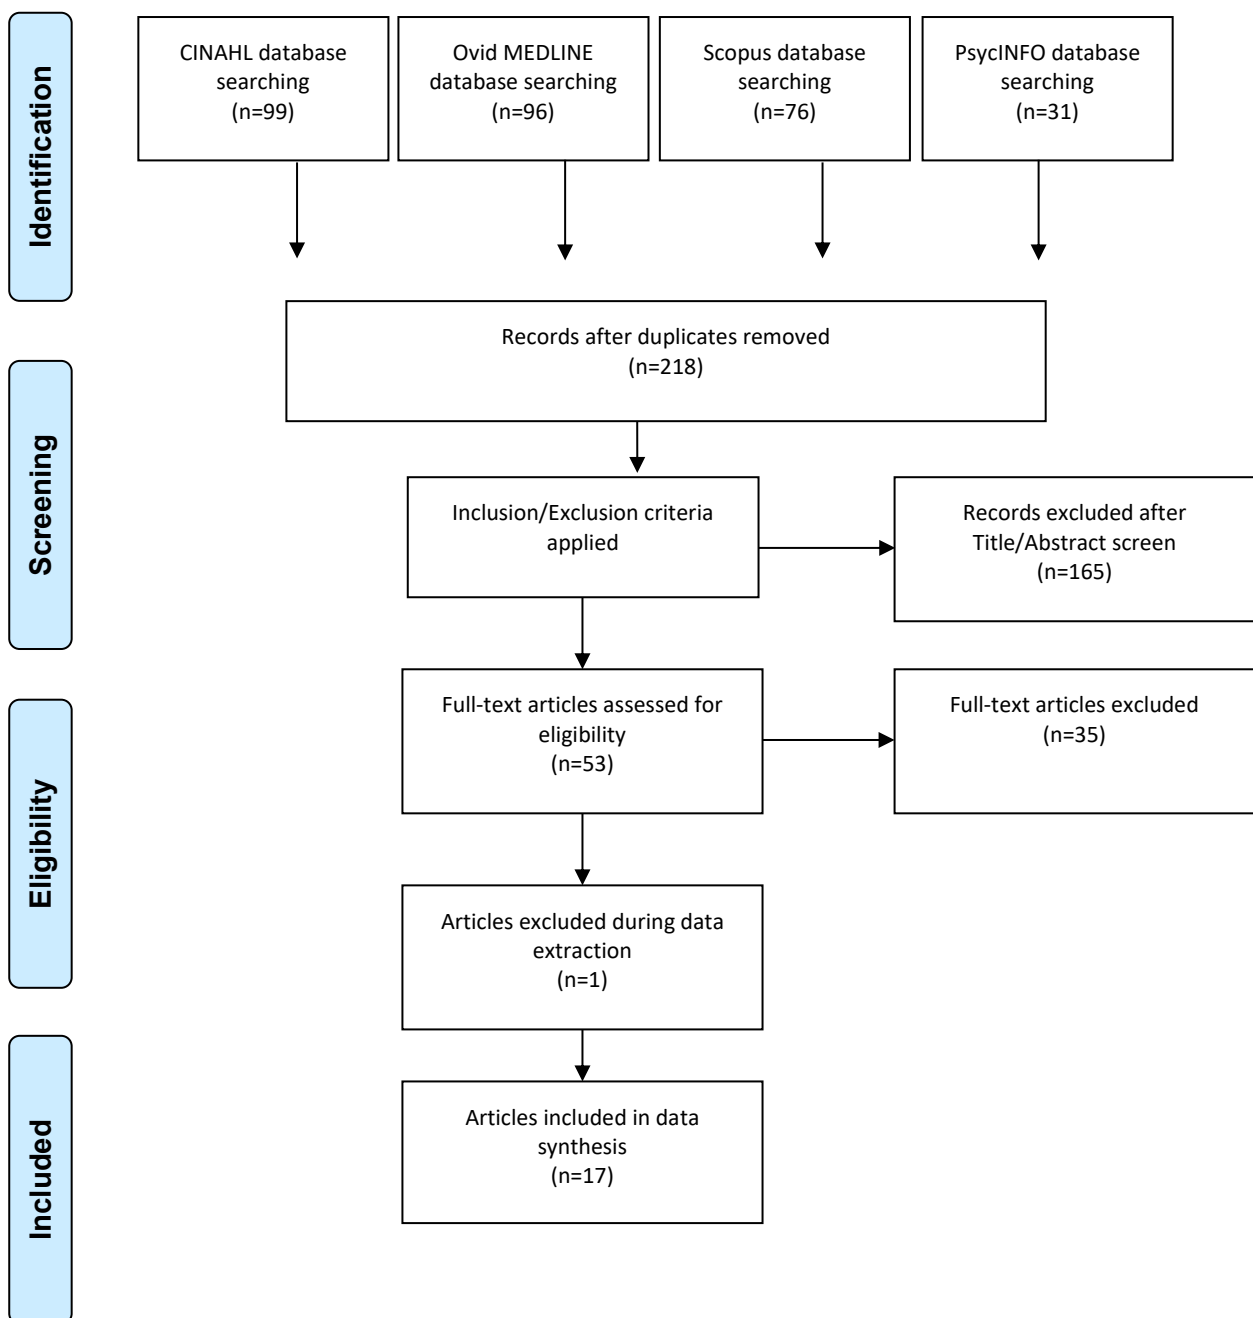 Identification
CINAHL database
searching
(n=99)
Ovid MEDLINE
database searching
(n=96)
Scopus database
searching
(n=76)
PsycINFO database
searching
(n=31)
Records after duplicates removed
(n=218)
Screening
Inclusion/Exclusion criteria
applied
Records excluded after
Title/Abstract screen
(n=165)
Eligibility
Full-text articles assessed for
eligibility
(n=53)
Full-text articles excluded
(n=35)
Articles excluded during data
extraction
(n=1)
Included
Articles included in data
synthesis
(n=17)